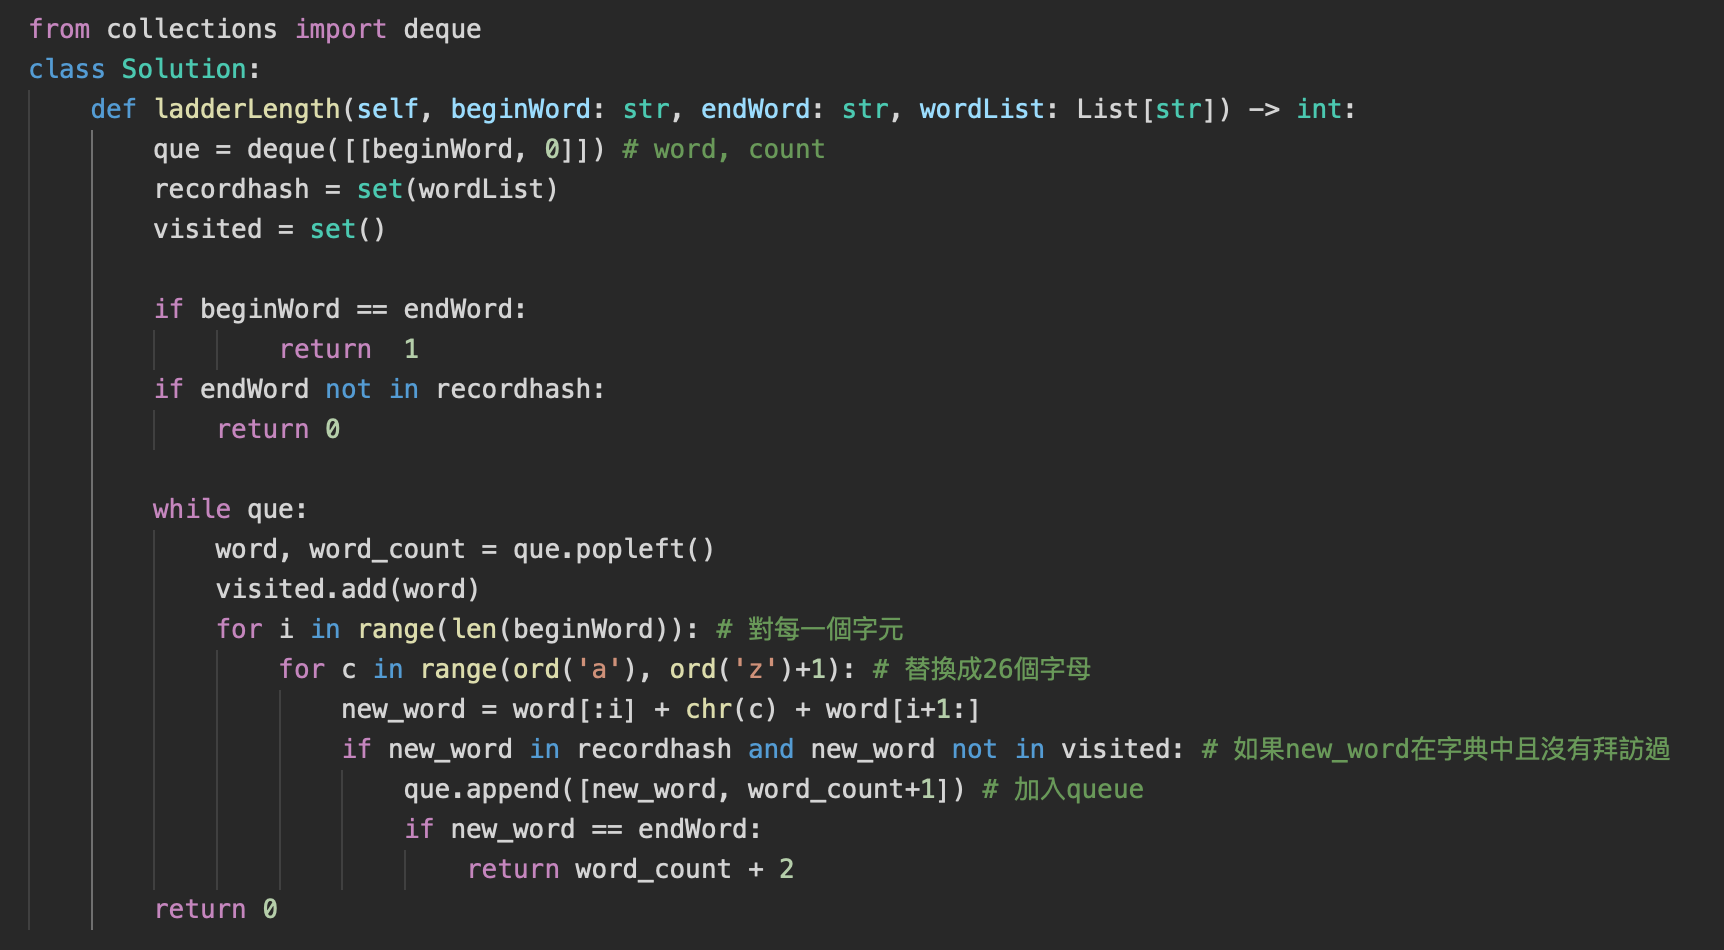 from collections import deque
class Solution:
    def ladderLength(self, beginWord: str, endWord: str, wordList: List[str]) -> int:
        que = deque([[beginWord, 0]]) # word, count
        recordhash = set(wordList)
        visited = set()

        if beginWord == endWord:
                return  1
        if endWord not in recordhash:
            return 0

        while que:
            word, word_count = que.popleft()
            visited.add(word)
            for i in range(len(beginWord)): # 對每一個字元
                for c in range(ord('a'), ord('z')+1): # 替換成26個字母
                    new_word = word[:i] + chr(c) + word[i+1:]
                    if new_word in recordhash and new_word not in visited: # 如果new_word在字典中且沒有拜訪過
                        que.append([new_word, word_count+1]) # 加入queue
                        if new_word == endWord:
                            return word_count + 2
        return 0